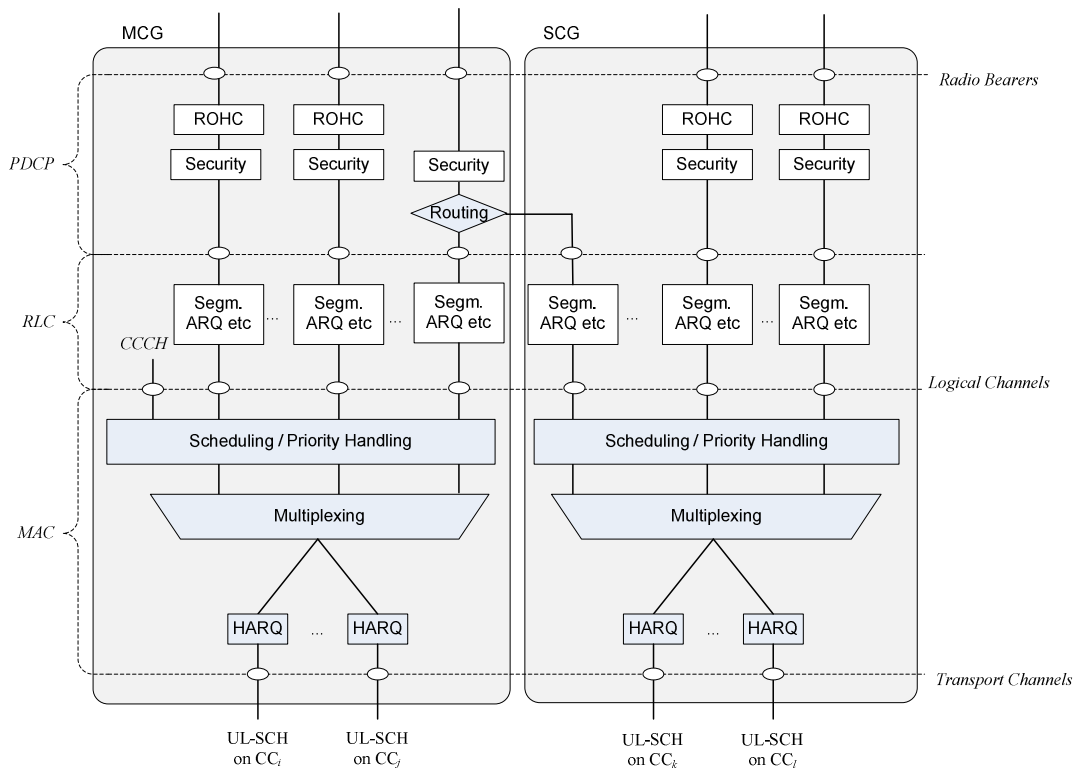 MCG
SCG
Radio Bearers
ROHC
ROHC
ROHC
ROHC
PDCP
Security
Security
Security
Security
Security
Routing
RLC
Segm.
ARQ etc
...
Segm.
ARQ etc
...
Segm.
ARQ etc
Segm.
ARQ etc
...
Segm.
ARQ etc
...
Segm.
ARQ etc
CCCH
Logical Channels
Scheduling / Priority Handling
Scheduling / Priority Handling
MAC
Multiplexing
Multiplexing
HARQ
...
HARQ
HARQ
...
HARQ
Transport Channels
UL-SCH
on CCi
UL-SCH
on CCj
UL-SCH
on CCk
UL-SCH
on CCl